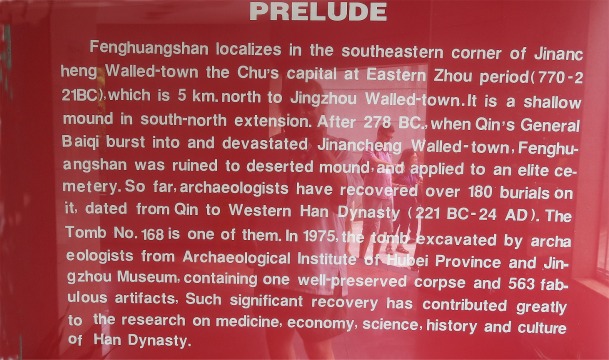 PRELUDE
Fenghuangshan localizes in the southeastern corner of Jinanc
heng Walled-town the Chu's capital at Eastern Zhou period(770-2
21BC),which is 5 km. north to Jingzhou Walled-town. It is a shallow
mound in south-north extension. After 278 BC., when Qin's General
Baiqi burst into and devastated Jinancheng Walled-town, Fenghu-
angshan was ruined to deserted mound, and applied to an elite ce-
metery. So far, archaeologists have recovered over 180 burials on
it, dated from Qin to Western Han Dynasty (221 BC-24 AD). The
Tomb No. 168 is one of them. In 1975, the tomb excavated by archa
eologists from Archaeological Institute of Hubei Province and Jin-
gzhou Museum, containing one well-preserved corpse and 563 fab-
ulous artifacts, Such significant recovery has contributed greatly
to the research on medicine, economy, science, history and culture
of Han Dynasty.